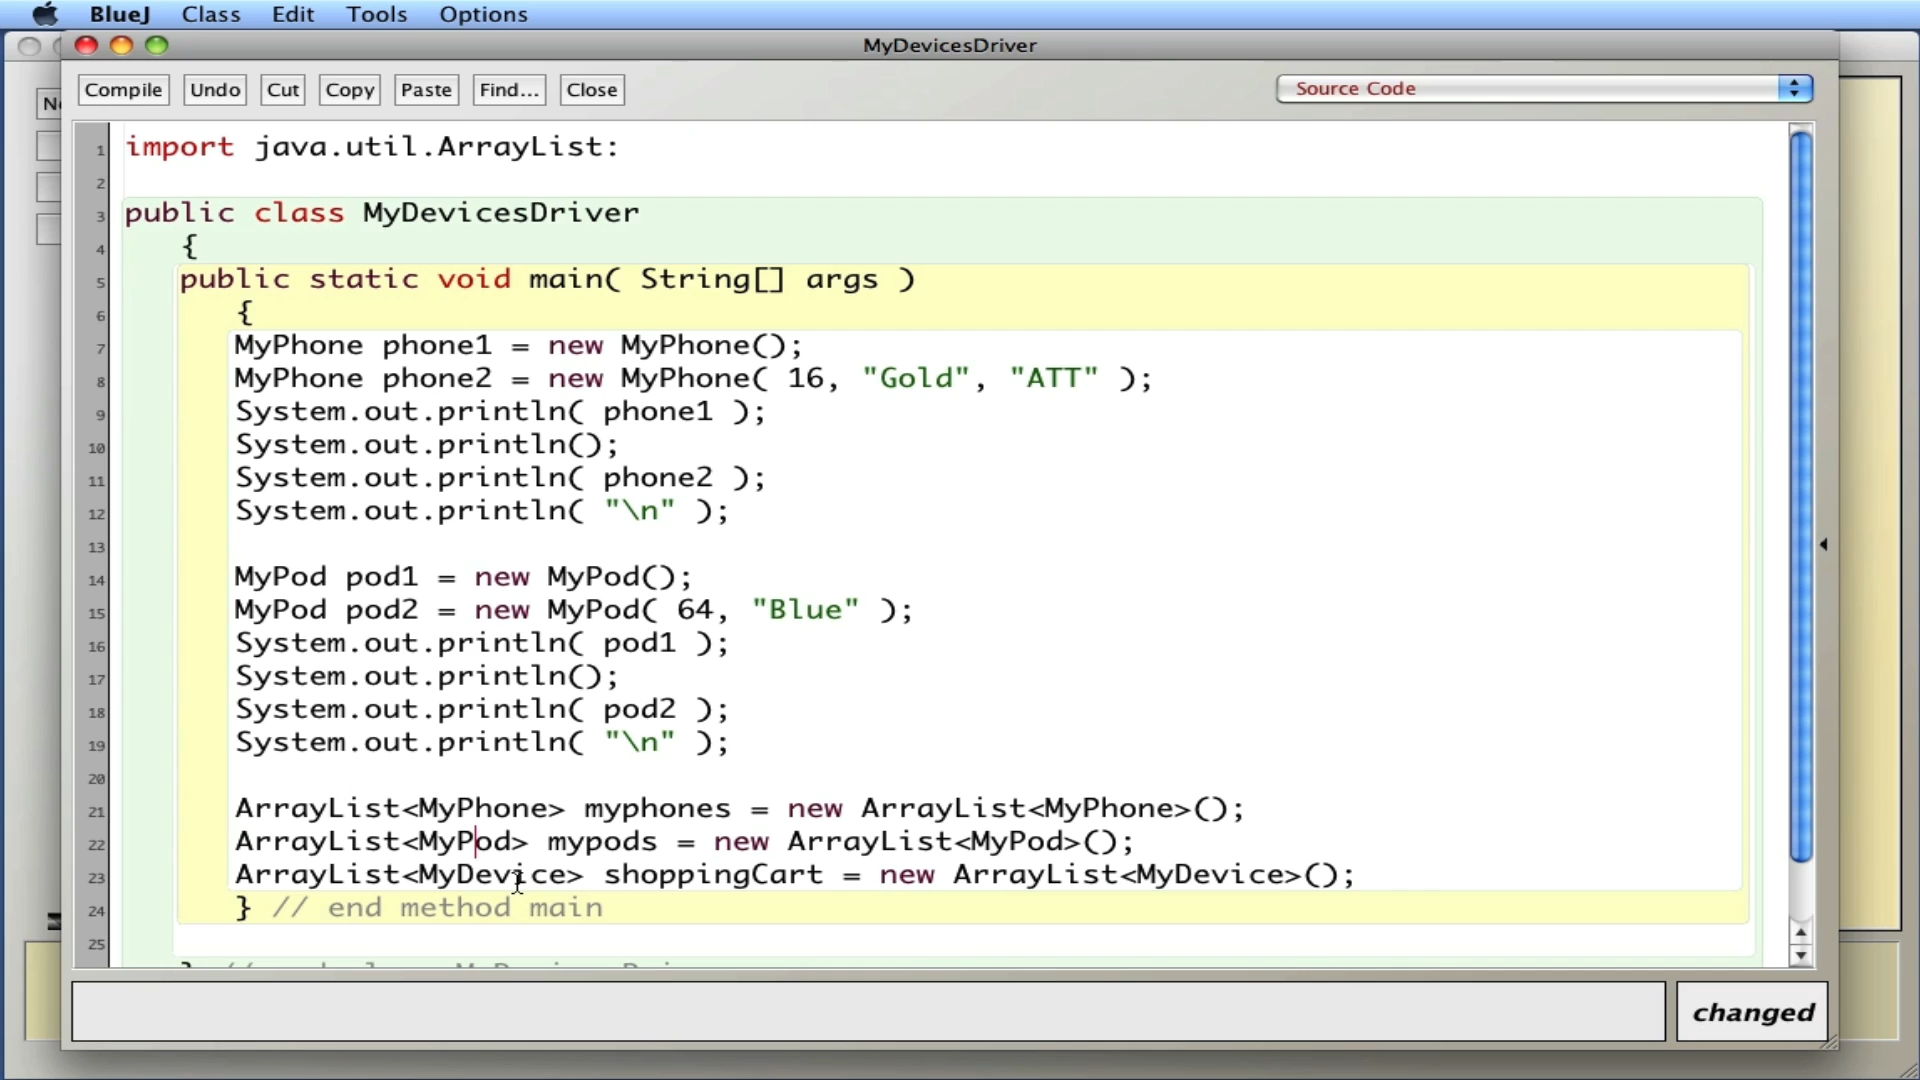 BlueJ Class Edit Tools Options
MyDevicesDriver
Compile Undo Cut Copy Paste Find... Close Source Code
1 import java.util.ArrayList:
2
3 public class MyDevicesDriver
4 {
5 public static void main( String[] args )
6 {
7 MyPhone phone1 = new MyPhone();
8 MyPhone phone2 = new MyPhone( 16, "Gold", "ATT" );
9 System.out.println( phone1 );
10 System.out.println();
11 System.out.println( phone2 );
12 System.out.println( "\n" );
13
14 MyPod pod1 = new MyPod();
15 MyPod pod2 = new MyPod( 64, "Blue" );
16 System.out.println( pod1 );
17 System.out.println();
18 System.out.println( pod2 );
19 System.out.println( "\n" );
20
21 ArrayList<MyPhone> myphones = new ArrayList<MyPhone>();
22 ArrayList<MyPod> mypods = new ArrayList<MyPod>();
23 ArrayList<MyDevice> shoppingCart = new ArrayList<MyDevice>();
24 } // end method main
25
changed